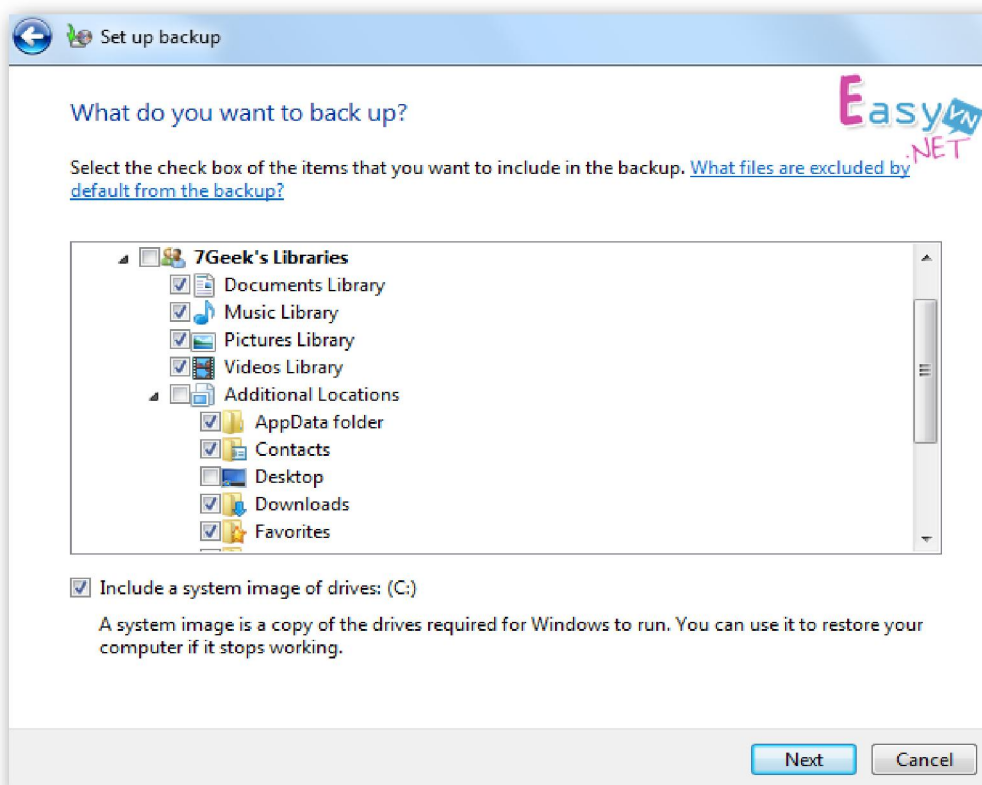 Set up backup
EasyVN
.NET
What do you want to back up?
Select the check box of the items that you want to include in the backup. What files are excluded by
default from the backup?
7Geek's Libraries
Documents Library
Music Library
Pictures Library
Videos Library
Additional Locations
AppData folder
Contacts
Desktop
Downloads
Favorites
Include a system image of drives: (C:)
A system image is a copy of the drives required for Windows to run. You can use it to restore your
computer if it stops working.
Next Cancel